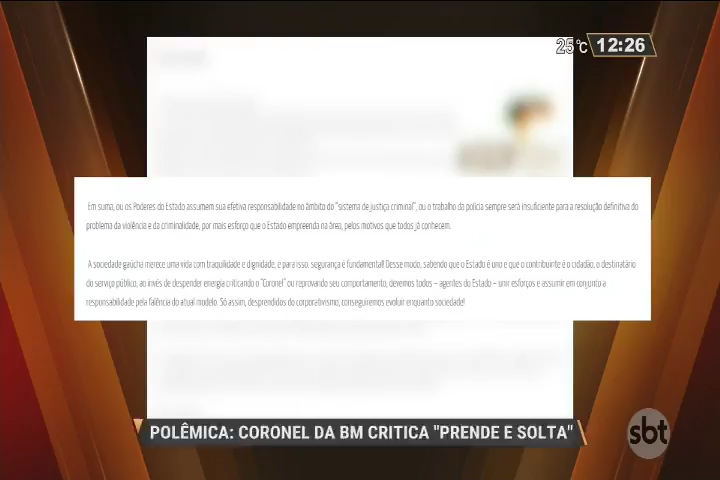 25°C 12:26
Em suma, ou os Poderes do Estado assumem sua efetiva responsabilidade no âmbito do "sistema de justiça criminal", ou o trabalho da polícia sempre será insuficiente para a resolução definitiva do
problema da violência e da criminalidade, por mais esforço que o Estado empreenda na área, pelos motivos que todos já conhecem.
A sociedade gaúcha merece uma vida com traquilidade e dignidade, e para isso, segurança é fundamental! Desse modo, sabendo que o Estado é uno e que o contribuinte é o cidadão, o destinatário
do serviço público, ao invés de despender energia criticando o "Coronel" ou reprovando seu comportamento, devemos todos – agentes do Estado – unir esforços e assumir em conjunto a
responsabilidade pela falência do atual modelo. Só assim, desprendidos do corporativismo, conseguiremos evoluir enquanto sociedade!
POLÊMICA: CORONEL DA BM CRITICA "PRENDE E SOLTA"
sbt